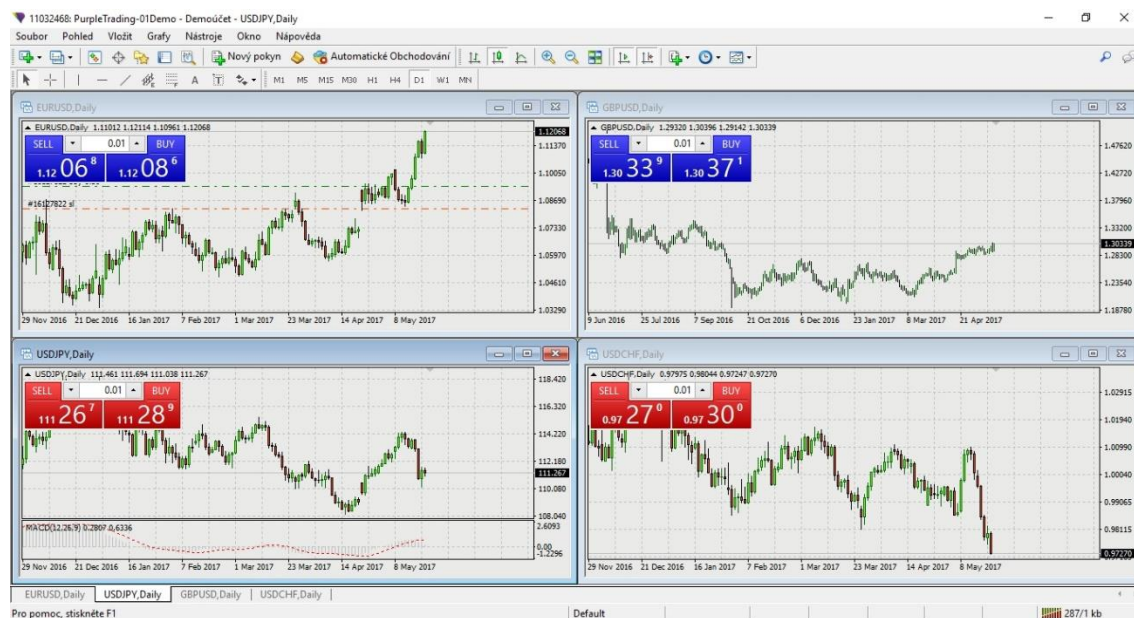 11032468: PurpleTrading-01Demo - Demoúčet - USDJPY,Daily
Soubor Pohled Vložit Grafy Nástroje Okno Nápověda
Nový pokyn Automatické Obchodování
A T M1 M5 M15 M30 H1 H4 D1 W1 MN
EURUSD,Daily
EURUSD,Daily 1.11012 1.12114 1.10961 1.12068
SELL 0.01 BUY
1.12 06 8 1.12 08 6
#16127822 sl
1.12068
1.11370
1.10050
1.08690
1.07330
1.05970
1.04610
1.03290
29 Nov 2016 21 Dec 2016 16 Jan 2017 7 Feb 2017 1 Mar 2017 23 Mar 2017 14 Apr 2017 8 May 2017
GBPUSD,Daily
GBPUSD,Daily 1.29320 1.30396 1.29142 1.30339
SELL 0.01 BUY
1.30 33 9 1.30 37 1
1.47620
1.42720
1.37960
1.33200
1.30339
1.28300
1.23540
1.18780
9 Jun 2016 25 Jul 2016 7 Sep 2016 21 Oct 2016 6 Dec 2016 23 Jan 2017 8 Mar 2017 21 Apr 2017
USDJPY,Daily
USDJPY,Daily 111.461 111.694 111.038 111.267
SELL 0.01 BUY
111 26 7 111 28 9
118.420
116.320
114.220
112.180
111.267
110.080
108.040
MACD(12,26,9) 0.2807 0.6336
2.6093
0.00
-1.2296
29 Nov 2016 21 Dec 2016 16 Jan 2017 7 Feb 2017 1 Mar 2017 23 Mar 2017 14 Apr 2017 8 May 2017
USDCHF,Daily
USDCHF,Daily 0.97975 0.98044 0.97247 0.97270
SELL 0.01 BUY
0.97 27 0 0.97 30 0
1.02915
1.01940
1.00990
1.00040
0.99065
0.98115
0.97270
29 Nov 2016 21 Dec 2016 16 Jan 2017 7 Feb 2017 1 Mar 2017 23 Mar 2017 14 Apr 2017 8 May 2017
EURUSD,Daily USDJPY,Daily GBPUSD,Daily USDCHF,Daily
Pro pomoc, stiskněte F1 Default 287/1 kb